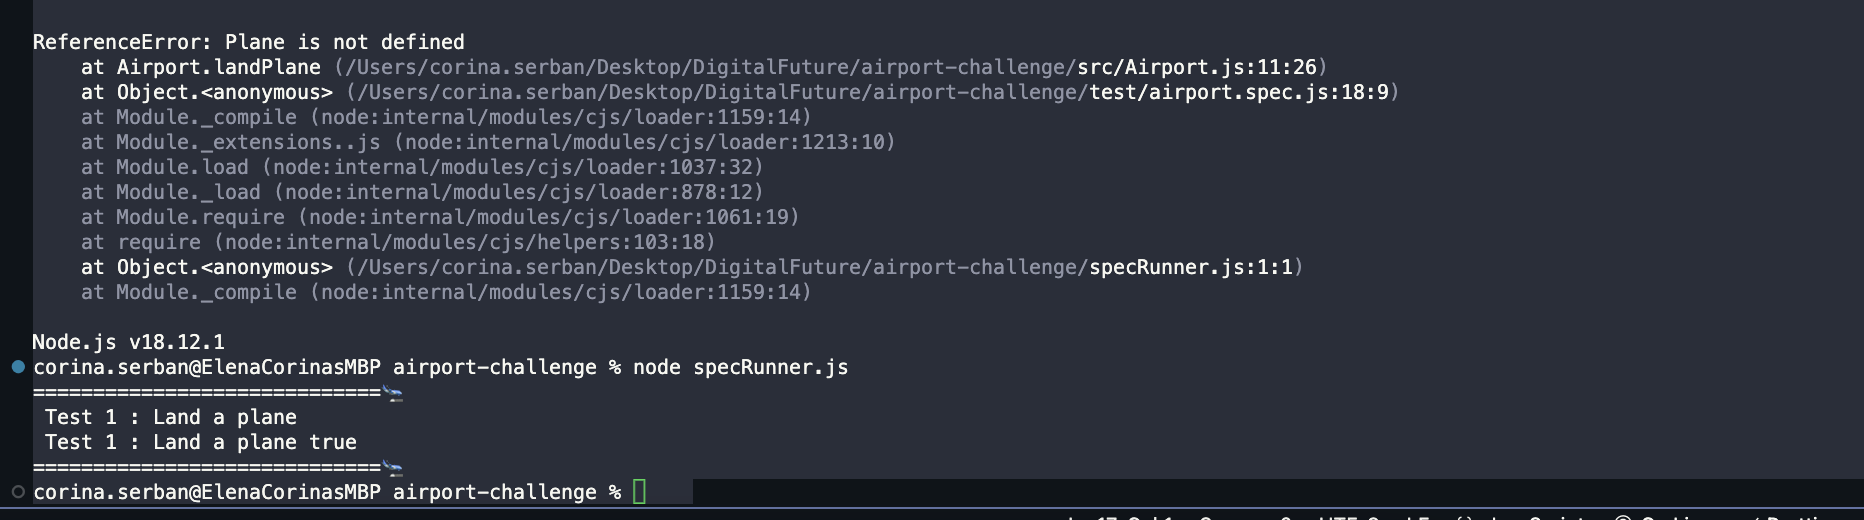 ReferenceError: Plane is not defined
    at Airport.landPlane (/Users/corina.serban/Desktop/DigitalFuture/airport-challenge/src/Airport.js:11:26)
    at Object.<anonymous> (/Users/corina.serban/Desktop/DigitalFuture/airport-challenge/test/airport.spec.js:18:9)
    at Module._compile (node:internal/modules/cjs/loader:1159:14)
    at Module._extensions..js (node:internal/modules/cjs/loader:1213:10)
    at Module.load (node:internal/modules/cjs/loader:1037:32)
    at Module._load (node:internal/modules/cjs/loader:878:12)
    at Module.require (node:internal/modules/cjs/loader:1061:19)
    at require (node:internal/modules/cjs/helpers:103:18)
    at Object.<anonymous> (/Users/corina.serban/Desktop/DigitalFuture/airport-challenge/specRunner.js:1:1)
    at Module._compile (node:internal/modules/cjs/loader:1159:14)
Node.js v18.12.1
corina.serban@ElenaCorinasMBP airport-challenge % node specRunner.js
=============================🛬
 Test 1 : Land a plane
 Test 1 : Land a plane true
=============================🛬
corina.serban@ElenaCorinasMBP airport-challenge %